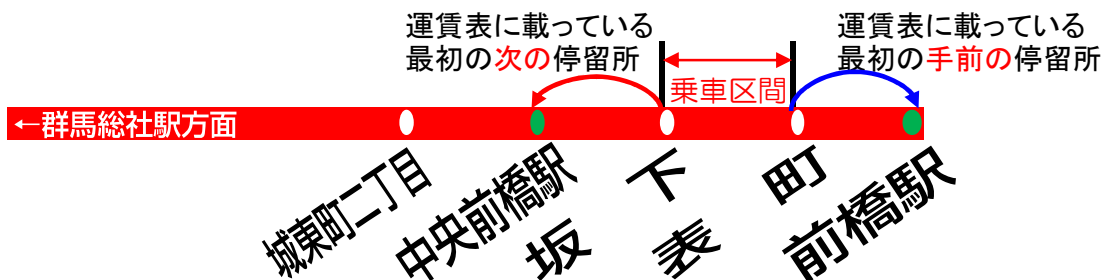 運賃表に載っている
最初の次の停留所
運賃表に載っている
最初の手前の停留所
乗車区間
←群馬総社駅方面
城東町二丁目
中央前橋駅
坂下
表町
前橋駅